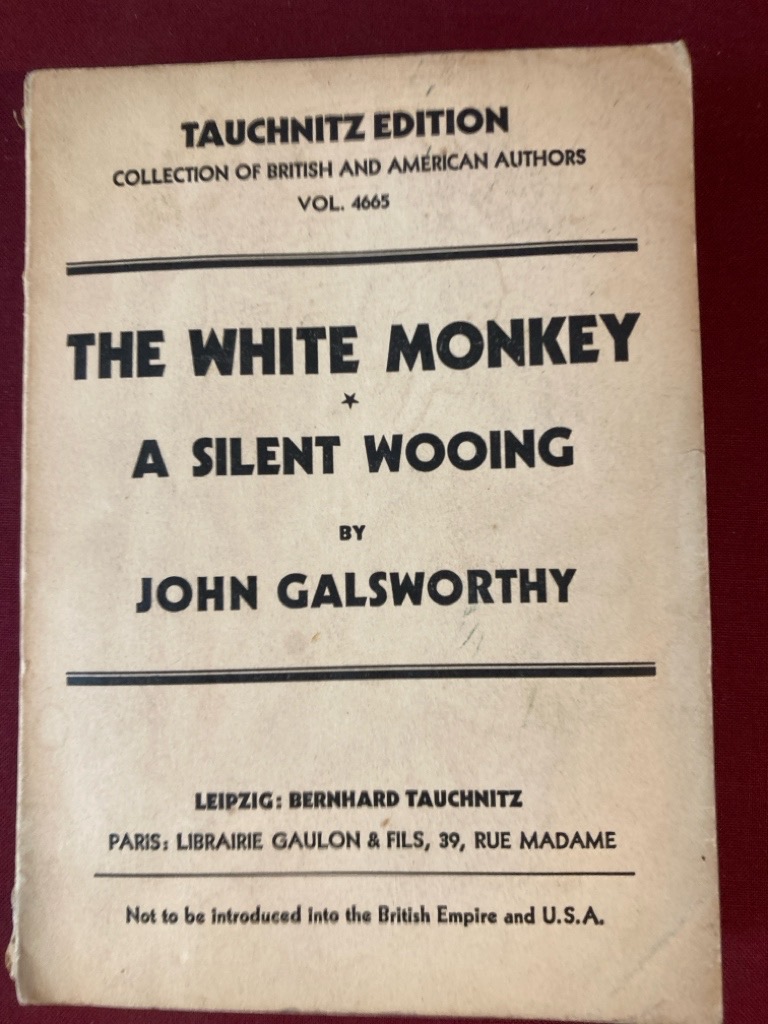 TAUCHNITZ EDITION
COLLECTION OF BRITISH AND AMERICAN AUTHORS
VOL. 4665
THE WHITE MONKEY
★
A SILENT WOOING
BY
JOHN GALSWORTHY
LEIPZIG: BERNHARD TAUCHNITZ
PARIS: LIBRAIRIE GAULON & FILS, 39, RUE MADAME
Not to be introduced into the British Empire and U.S.A.